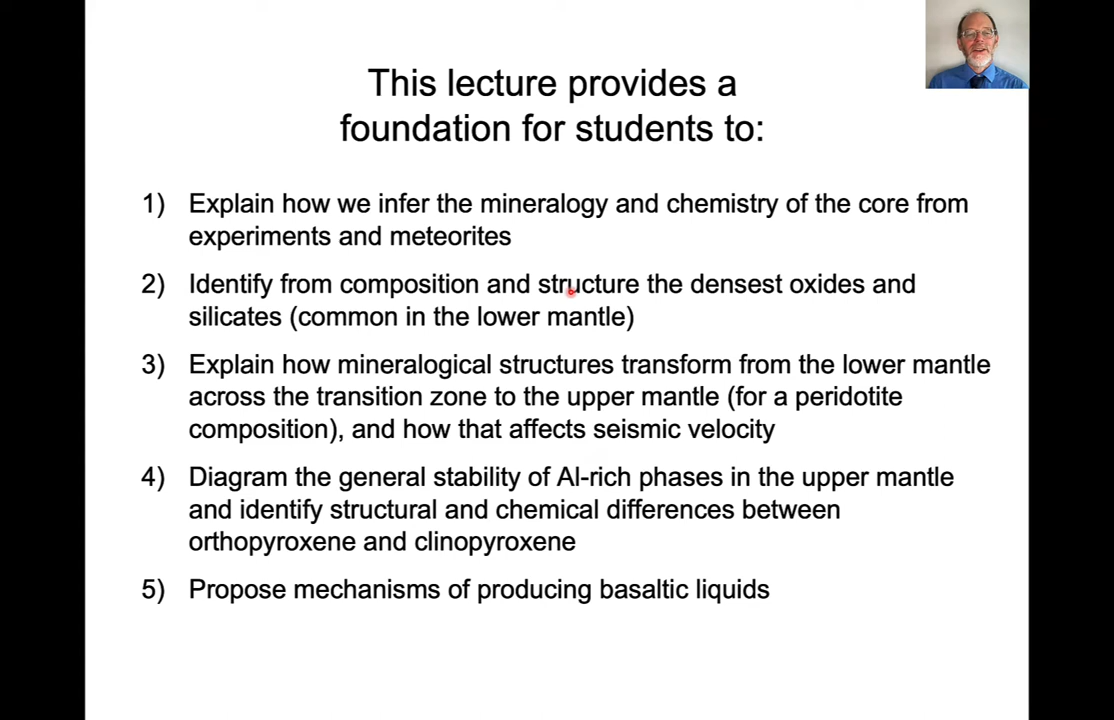 This lecture provides a
foundation for students to:
1) Explain how we infer the mineralogy and chemistry of the core from
experiments and meteorites
2) Identify from composition and structure the densest oxides and
silicates (common in the lower mantle)
3) Explain how mineralogical structures transform from the lower mantle
across the transition zone to the upper mantle (for a peridotite
composition), and how that affects seismic velocity
4) Diagram the general stability of Al-rich phases in the upper mantle
and identify structural and chemical differences between
orthopyroxene and clinopyroxene
5) Propose mechanisms of producing basaltic liquids